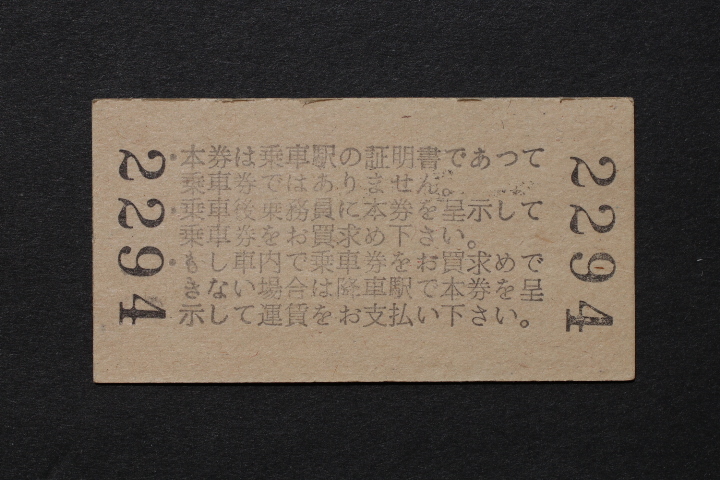 2294
・本券は乗車駅の証明書であつて
乗車券ではありません。
・乗車後乗務員に本券を呈示して
乗車券をお買求め下さい。
・もし車内で乗車券をお買求めで
きない場合は降車駅で本券を呈
示して運賃をお支払い下さい。
2294